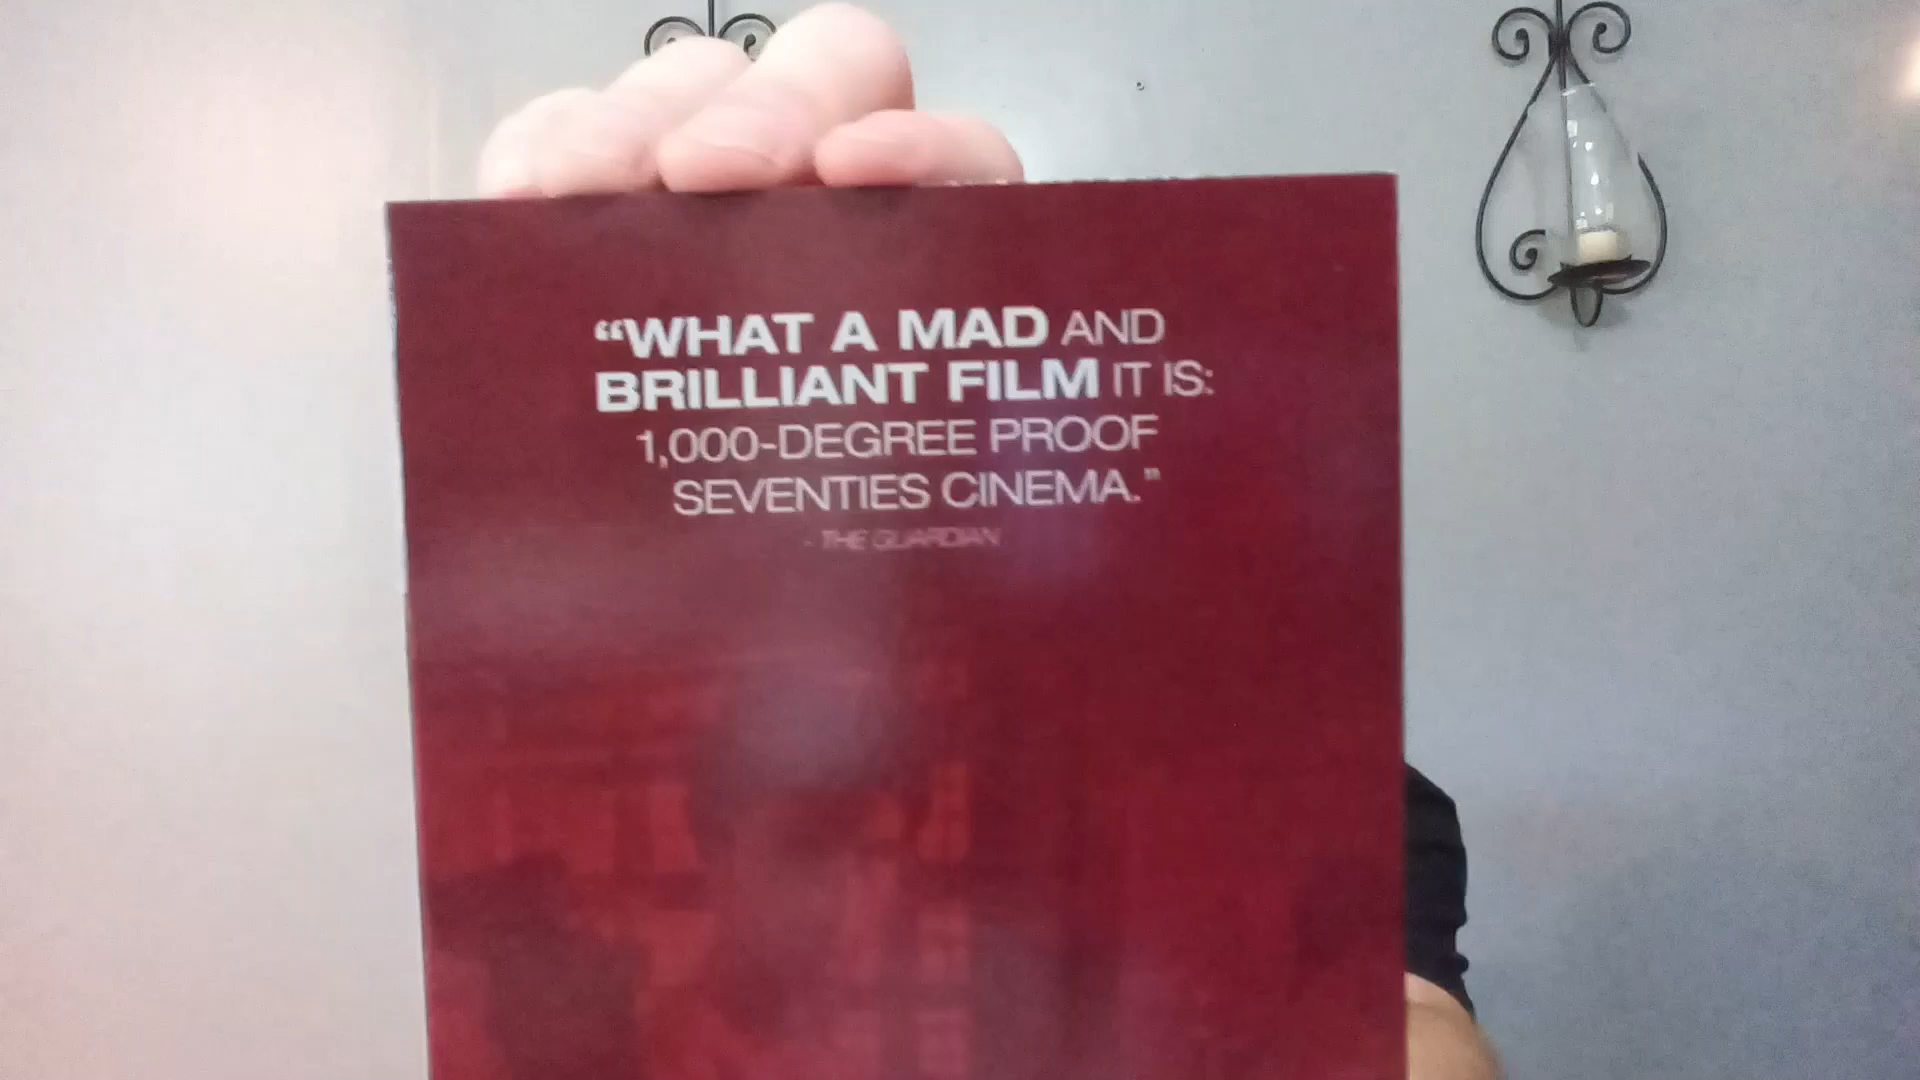 “WHAT A MAD AND
BRILLIANT FILM IT IS:
1,000-DEGREE PROOF
SEVENTIES CINEMA.”
- THE GUARDIAN